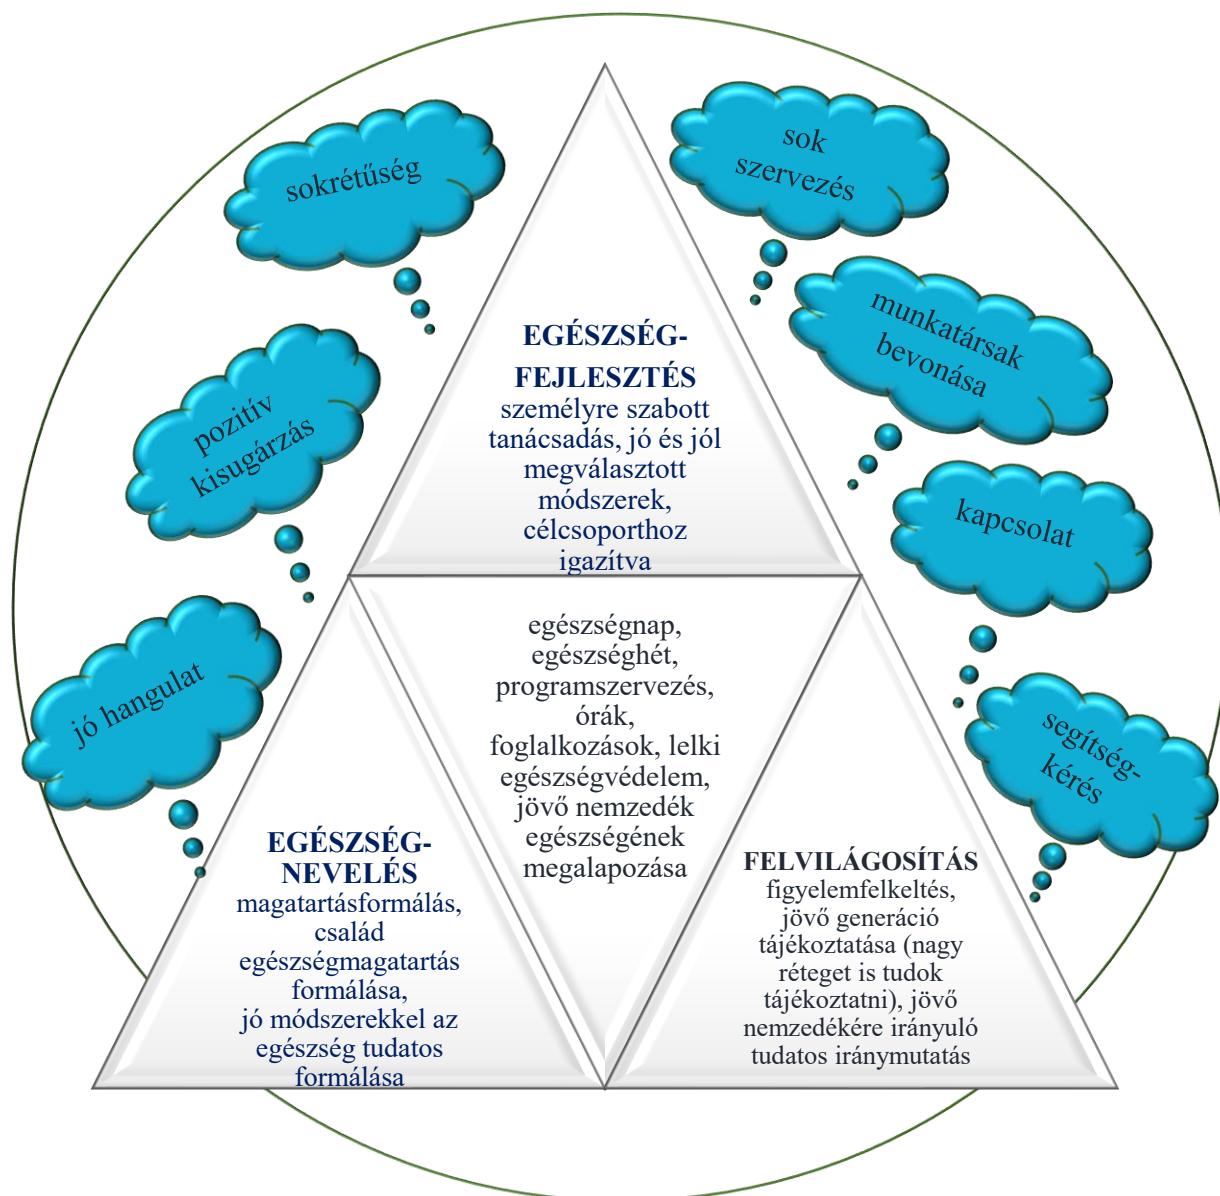 sokrétűség
pozitív
kisugárzás
jó hangulat
sok
szervezés
munkatársak
bevonása
kapcsolat
segítség-
kérés
EGÉSZSÉG-
FEJLESZTÉS
személyre szabott
tanácsadás, jó és jól
megválasztott
módszerek,
célcsoporthoz
igazítva
egészségnap,
egészséghét,
programszervezés,
órák,
foglalkozások, lelki
egészségvédelem,
jövő nemzedék
egészségének
megalapozása
EGÉSZSÉG-
NEVELÉS
magatartásformálás,
család
egészségmagatartás
formálása,
jó módszerekkel az
egészség tudatos
formálása
FELVILÁGOSÍTÁS
figyelemfelkeltés,
jövő generáció
tájékoztatása (nagy
réteget is tudok
tájékoztatni), jövő
nemzedékére irányuló
tudatos iránymutatás